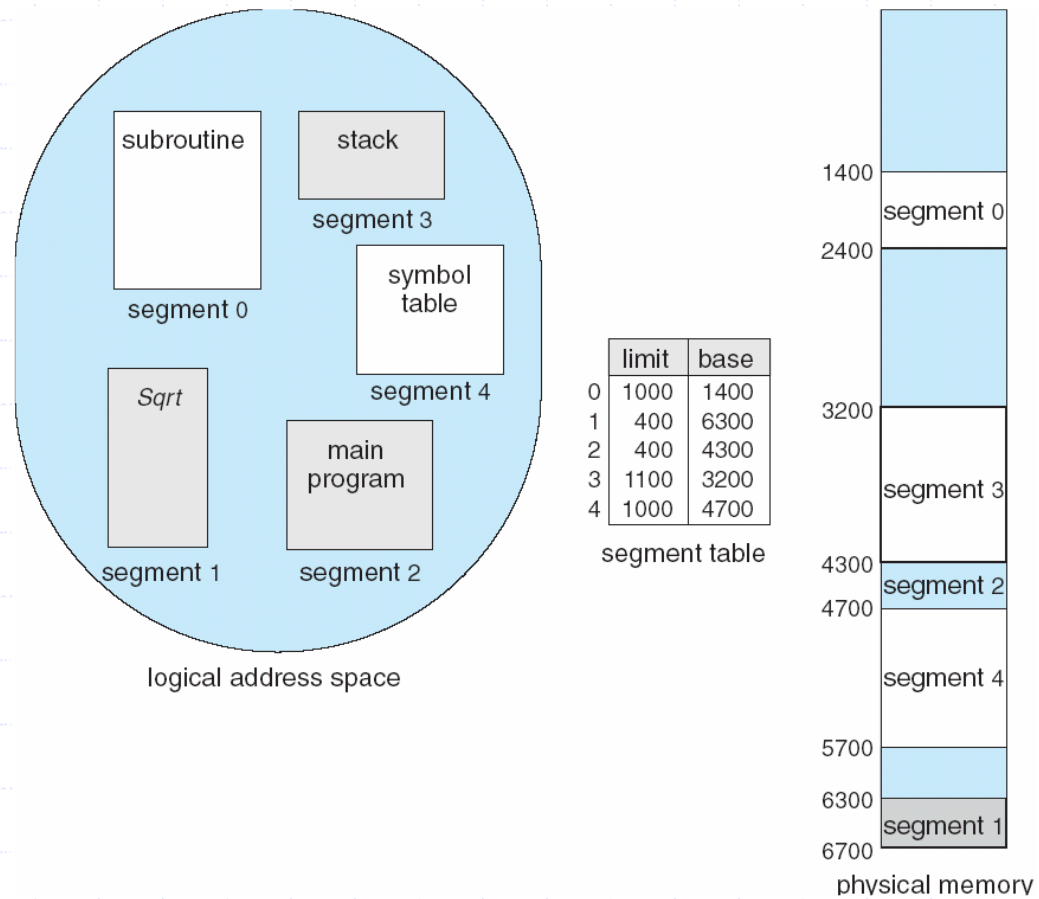 subroutine
segment 0
stack
segment 3
symbol
table
segment 4
Sqrt
segment 1
main
program
segment 2
logical address space
limit base
0 1000 1400
1 400 6300
2 400 4300
3 1100 3200
4 1000 4700
segment table
1400
segment 0
2400
3200
segment 3
4300
segment 2
4700
segment 4
5700
6300
segment 1
6700
physical memory